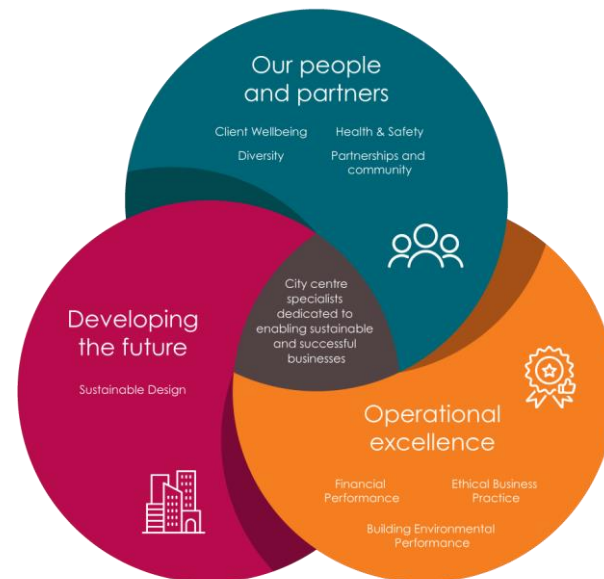 Our people
and partners
Client Wellbeing
Health & Safety
Diversity
Partnerships and
community
City centre
specialists
dedicated to
enabling sustainable
and successful
businesses
Developing
the future
Sustainable Design
Operational
excellence
Financial
Performance
Ethical Business
Practice
Building Environmental
Performance